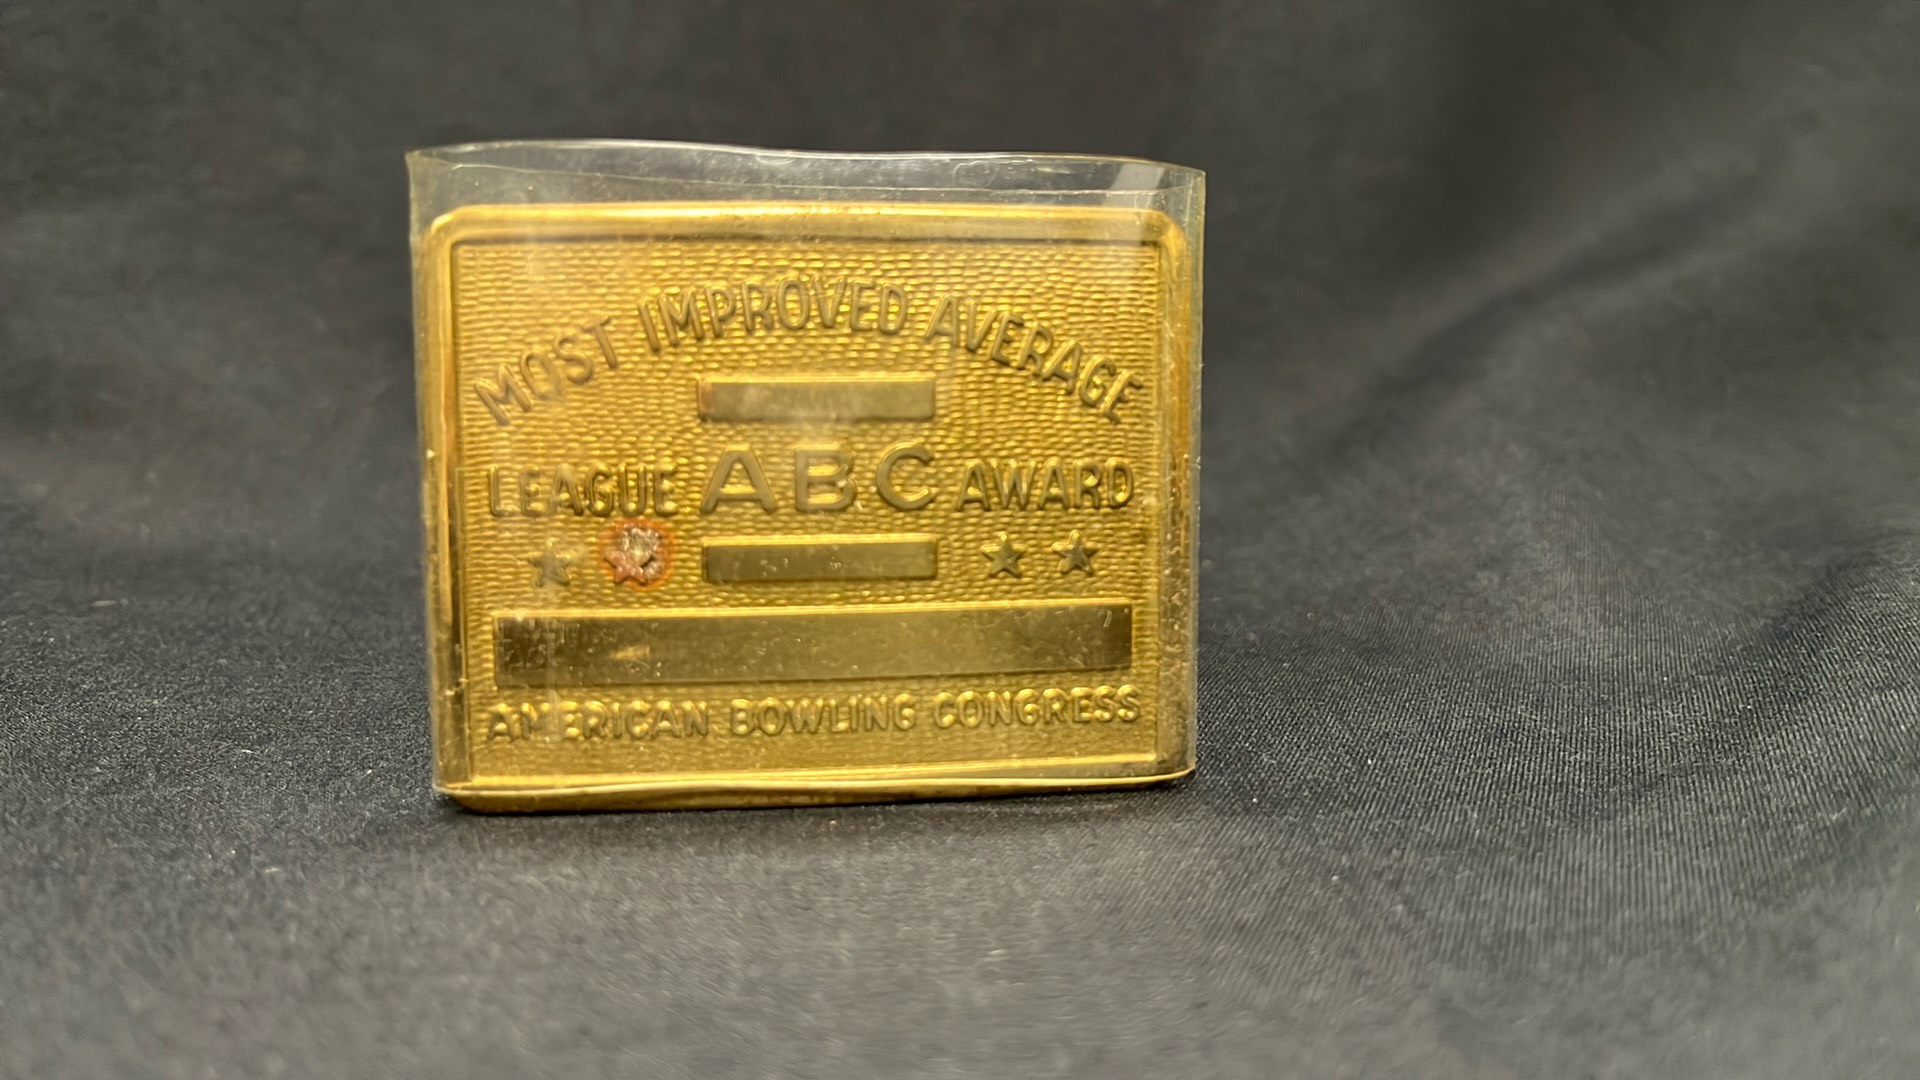 MOST IMPROVED AVERAGE
LEAGUE ABC AWARD
AMERICAN BOWLING CONGRESS